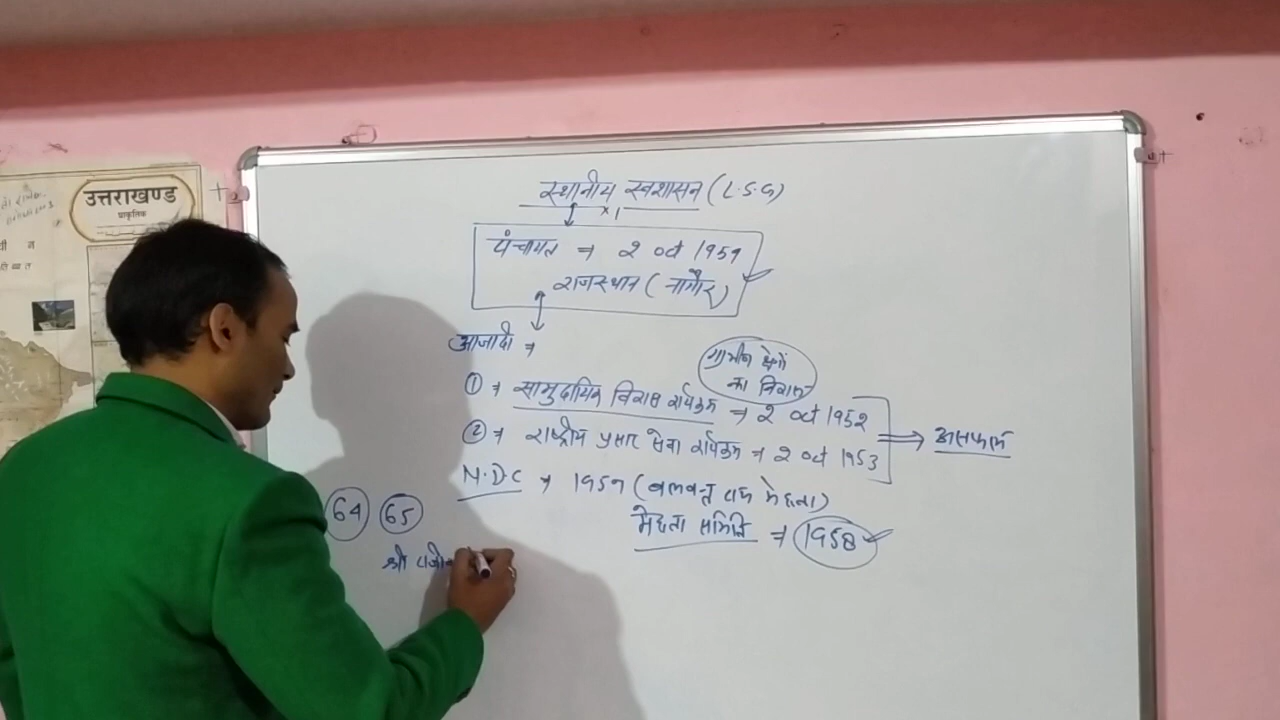 स्थानीय स्वशासन (L.S.G)
पंचायत → 2 oct 1959
राजस्थान (नागौर)
आजादी →
ग्रामीण क्षेत्रों
का विकास
① → सामुदायिक विकास कार्यक्रम → 2 oct 1952
② → राष्ट्रीय प्रसार सेवा कार्यक्रम → 2 oct 1953
⇒ असफल
N.D.C → 1957 (बलवन्त राय मेहता)
मेहता समिति → 1958
64 65
श्री राजीव
उत्तराखण्ड
प्राकृतिक